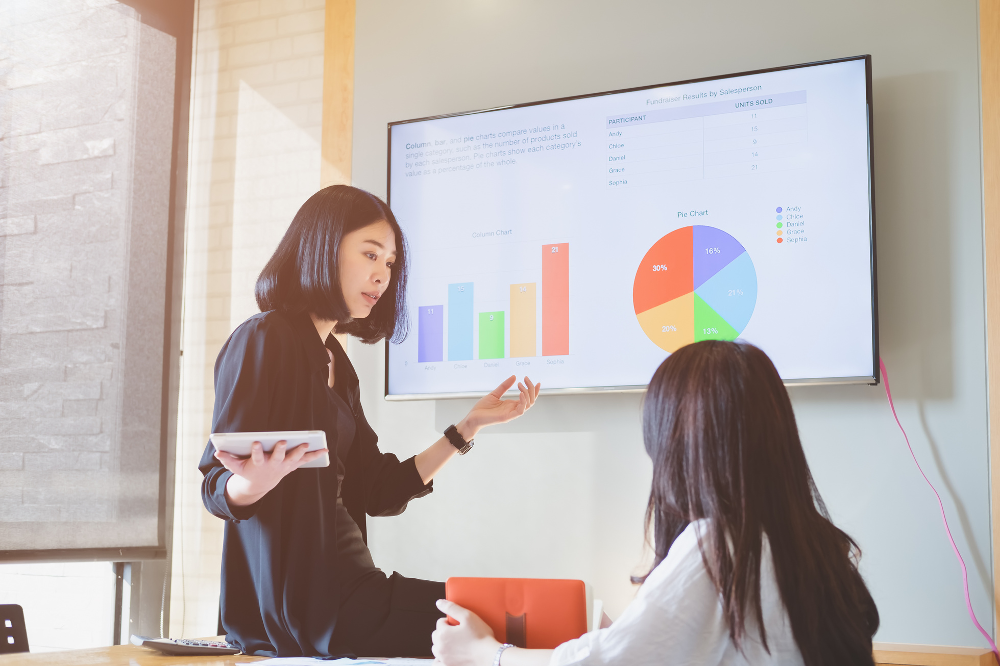 Column, bar, and pie charts compare values in a
single category, such as the number of products sold
by each salesperson. Pie charts show each category's
value as a percentage of the whole.
Fundraiser Results by Salesperson
PARTICIPANT UNITS SOLD
Andy 11
Chloe 15
Daniel 9
Grace 14
Sophia 21
Column Chart
21
15
14
11
9
0
Andy Chloe Daniel Grace Sophia
Pie Chart
Andy
Chloe
Daniel
Grace
Sophia
16%
30%
21%
20%
13%